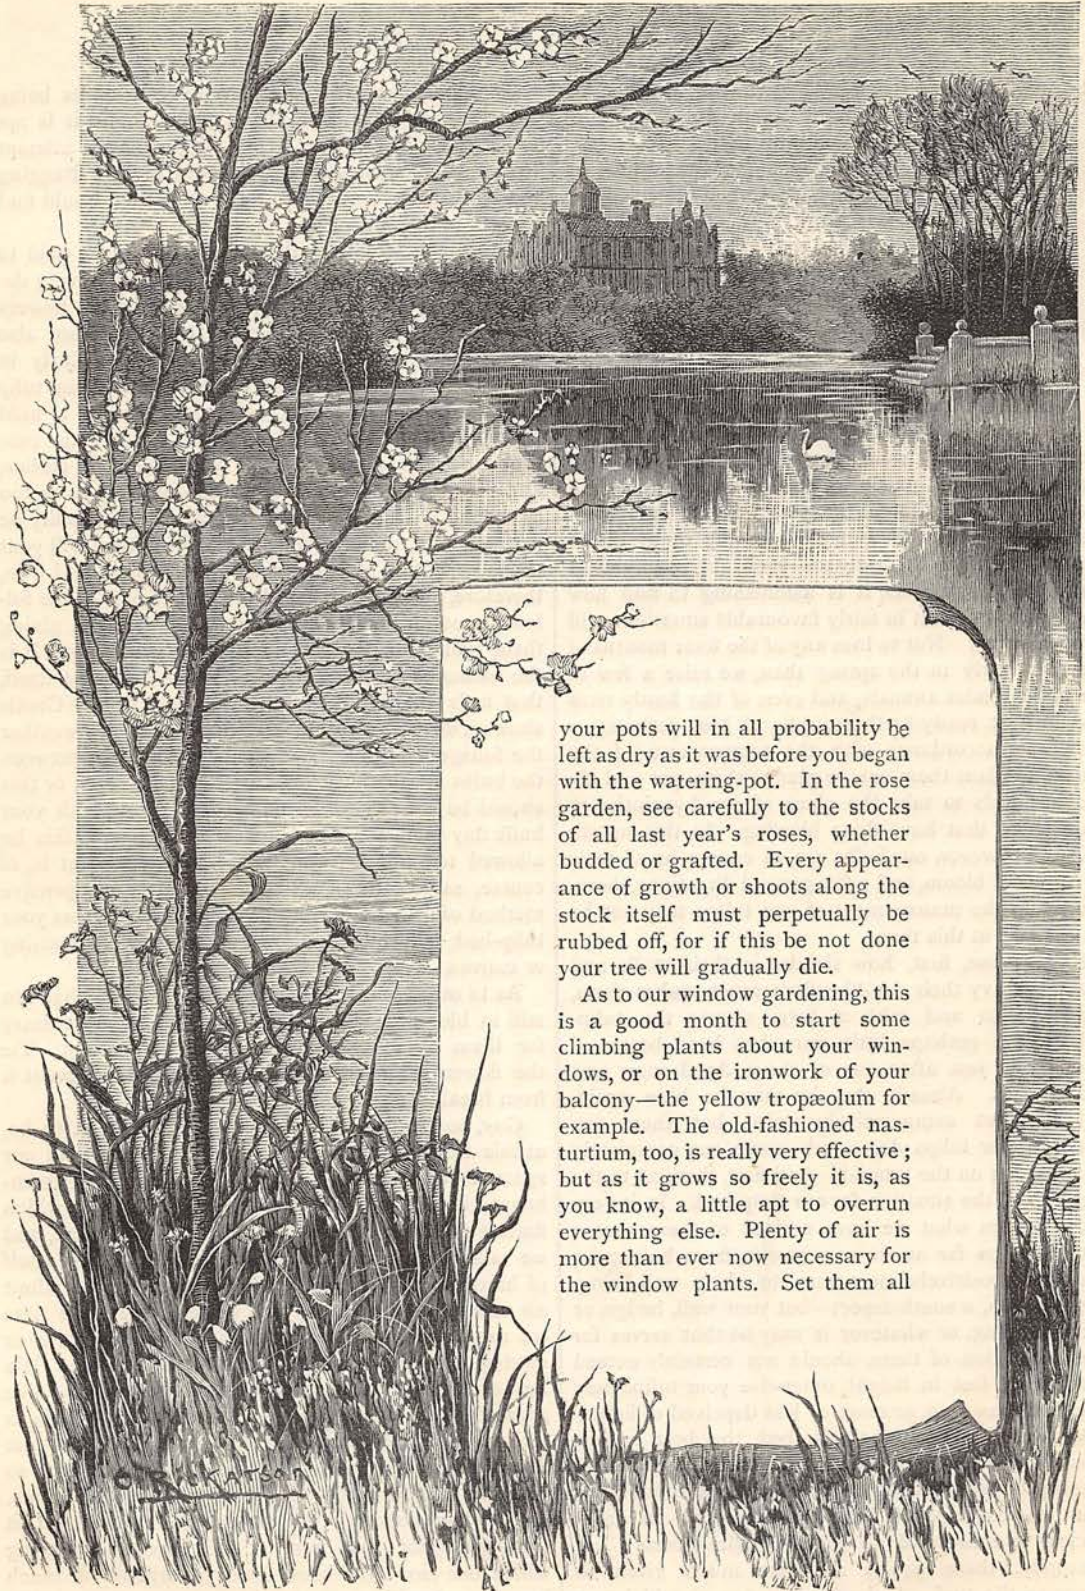 your pots will in all probability be
left as dry as it was before you began
with the watering-pot. In the rose
garden, see carefully to the stocks
of all last year's roses, whether
budded or grafted. Every appear-
ance of growth or shoots along the
stock itself must perpetually be
rubbed off, for if this be not done
your tree will gradually die.
As to our window gardening, this
is a good month to start some
climbing plants about your win-
dows, or on the ironwork of your
balcony—the yellow tropæolum for
example. The old-fashioned nas-
turtium, too, is really very effective ;
but as it grows so freely it is, as
you know, a little apt to overrun
everything else. Plenty of air is
more than ever now necessary for
the window plants. Set them all